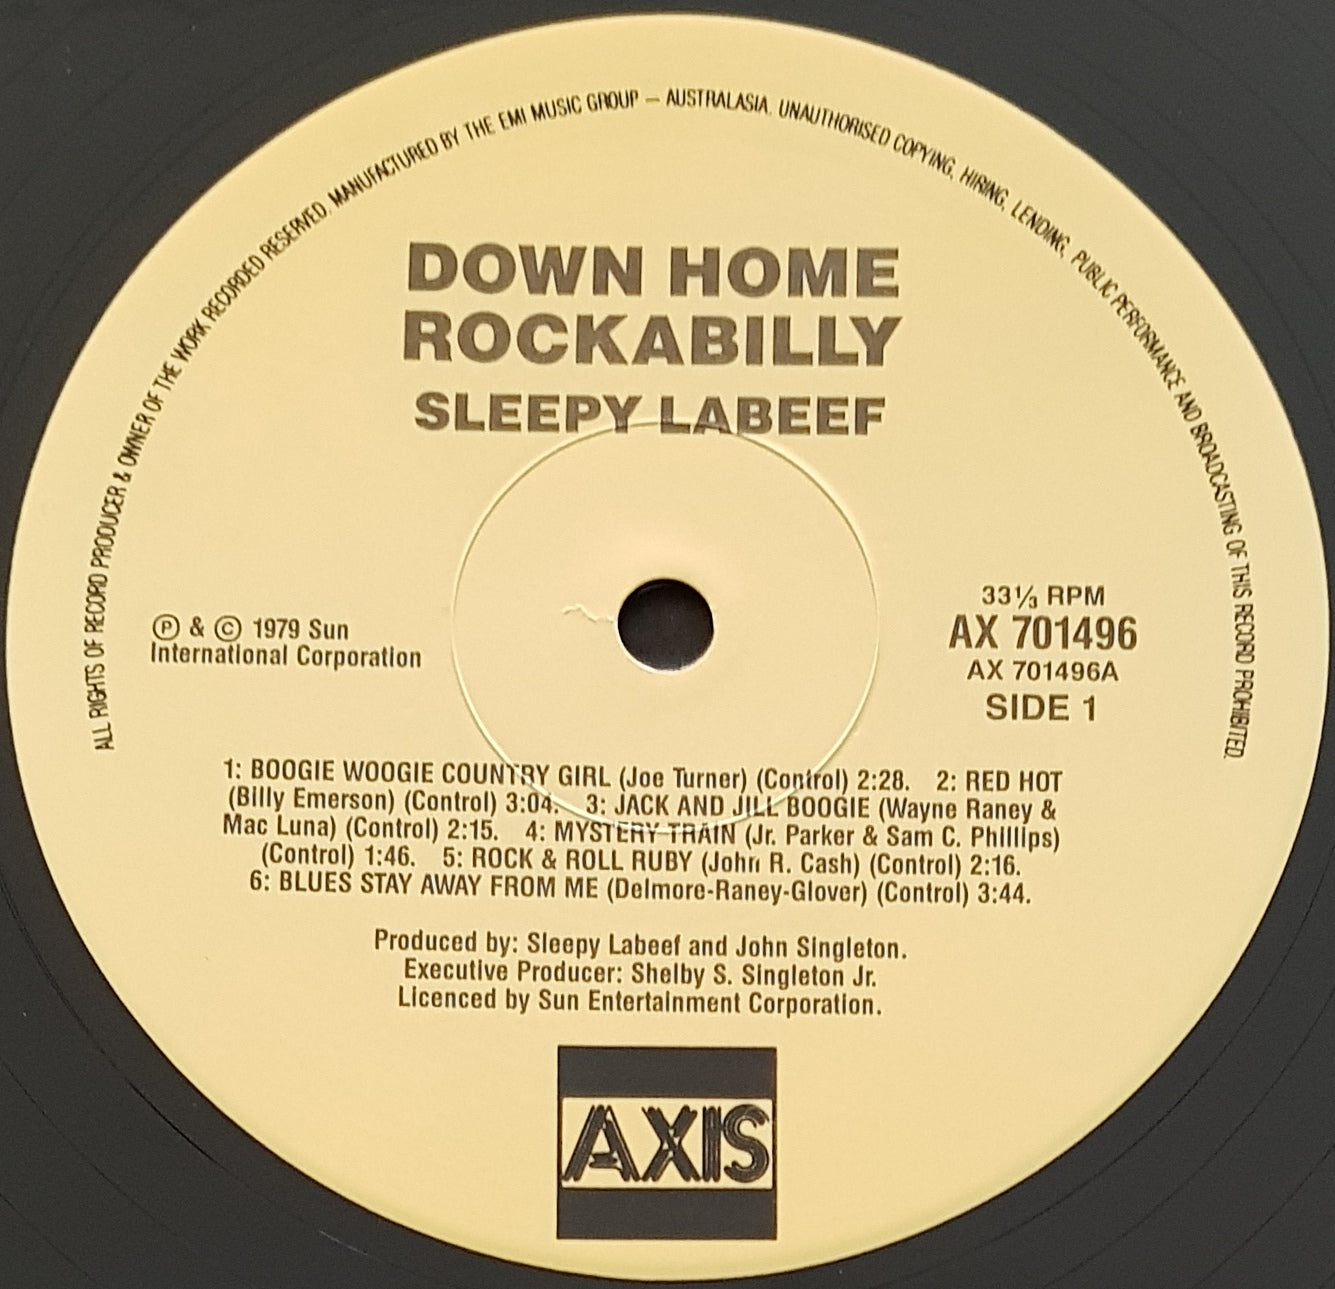 ALL RIGHTS OF RECORD PRODUCER & OWNER OF THE WORK RECORDED RESERVED. MANUFACTURED BY THE EMI MUSIC GROUP – AUSTRALASIA. UNAUTHORISED COPYING, HIRING, LENDING, PUBLIC PERFORMANCE AND BROADCASTING OF THIS RECORD PROHIBITED.
DOWN HOME
ROCKABILLY
SLEEPY LABEEF
Ⓟ & © 1979 Sun
International Corporation
33⅓ RPM
AX 701496
AX 701496A
SIDE 1
1: BOOGIE WOOGIE COUNTRY GIRL (Joe Turner) (Control) 2:28. 2: RED HOT
(Billy Emerson) (Control) 3:04. 3: JACK AND JILL BOOGIE (Wayne Raney &
Mac Luna) (Control) 2:15. 4: MYSTERY TRAIN (Jr. Parker & Sam C. Phillips)
(Control) 1:46. 5: ROCK & ROLL RUBY (John R. Cash) (Control) 2:16.
6: BLUES STAY AWAY FROM ME (Delmore-Raney-Glover) (Control) 3:44.
Produced by: Sleepy Labeef and John Singleton.
Executive Producer: Shelby S. Singleton Jr.
Licenced by Sun Entertainment Corporation.
AXIS